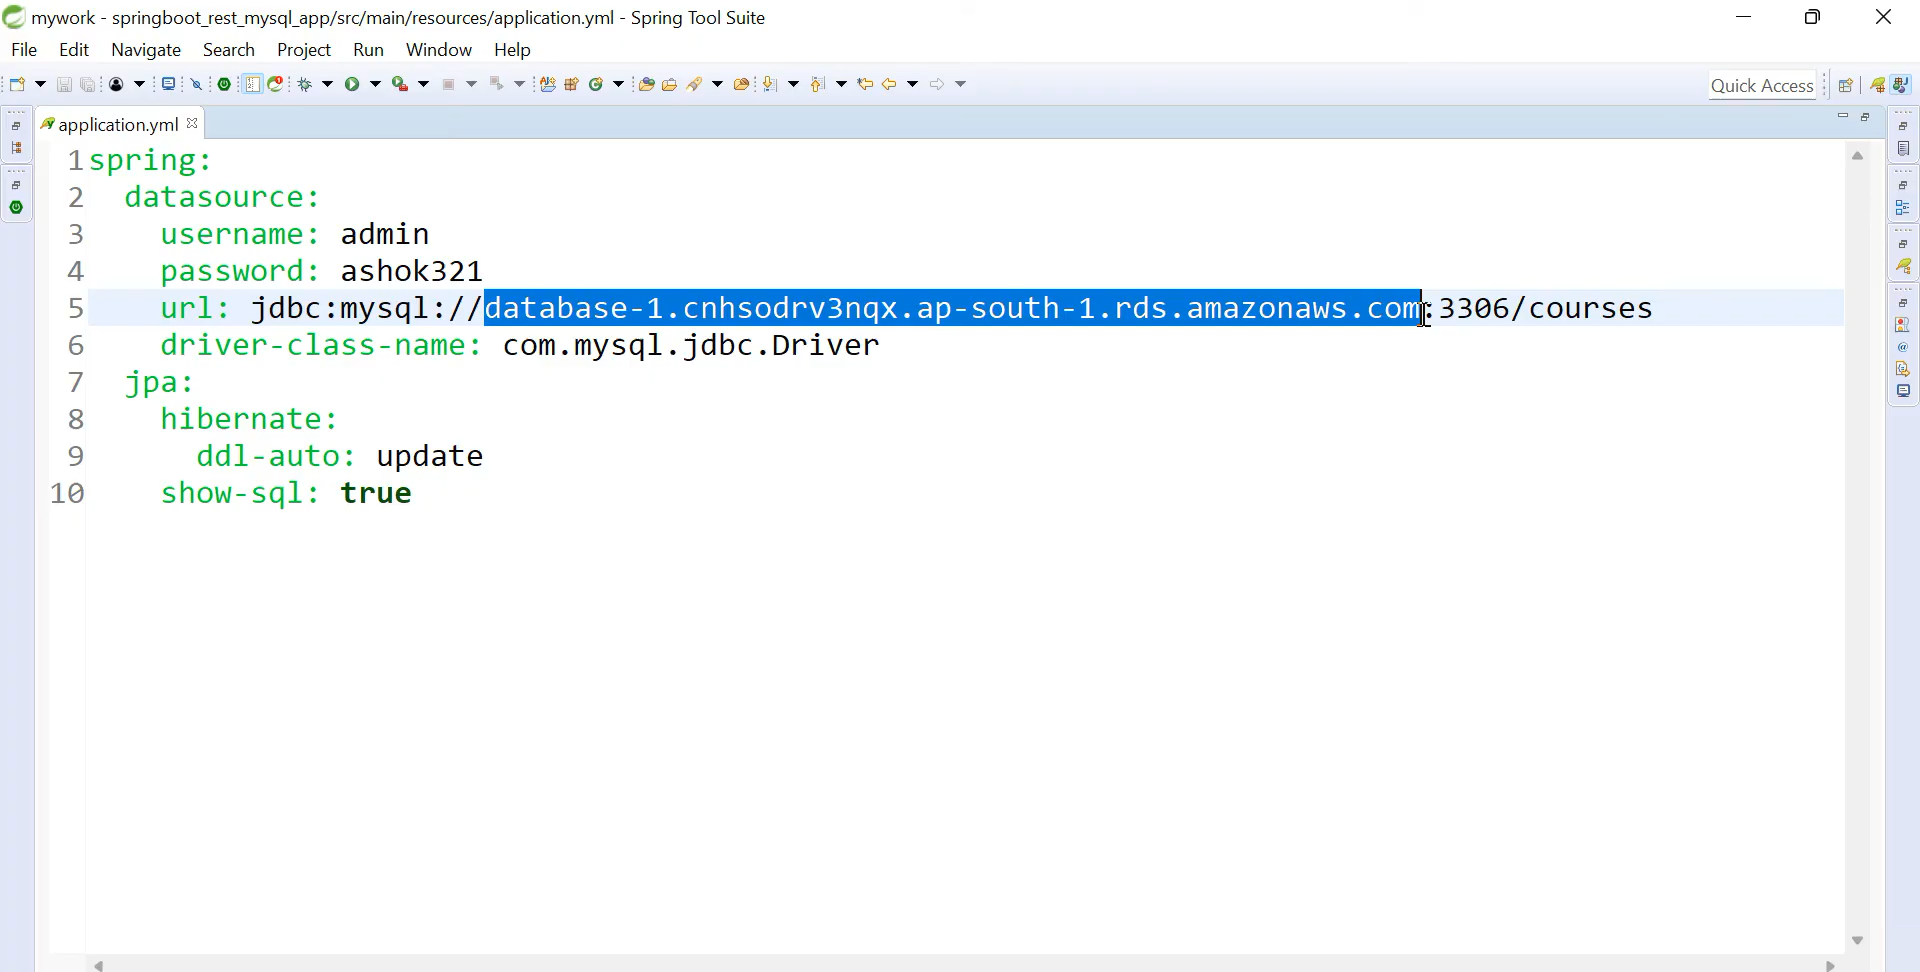 mywork - springboot_rest_mysql_app/src/main/resources/application.yml - Spring Tool Suite
File Edit Navigate Search Project Run Window Help
Quick Access
application.yml
1 spring:
2   datasource:
3     username: admin
4     password: ashok321
5     url: jdbc:mysql://database-1.cnhsodrv3nqx.ap-south-1.rds.amazonaws.com:3306/courses
6     driver-class-name: com.mysql.jdbc.Driver
7   jpa:
8     hibernate:
9       ddl-auto: update
10     show-sql: true